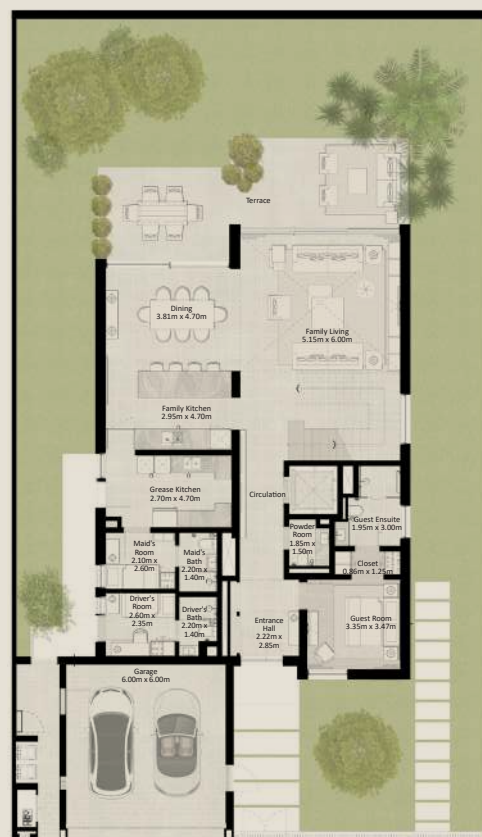 Terrace
Dining
3.81m x 4.70m
Family Living
5.15m x 6.00m
Family Kitchen
2.95m x 4.70m
Grease Kitchen
2.70m x 4.70m
Circulation
Powder
Room
1.85m x
1.50m
Guest Ensuite
1.95m x 3.00m
Closet
0.86m x 1.25m
Maid's
Room
2.10m x
2.60m
Maid's
Bath
2.20m x
1.40m
Driver's
Room
2.60m x
2.35m
Driver's
Bath
2.20m x
1.40m
Entrance
Hall
2.22m x
2.85m
Guest Room
3.35m x 3.47m
Garage
6.00m x 6.00m